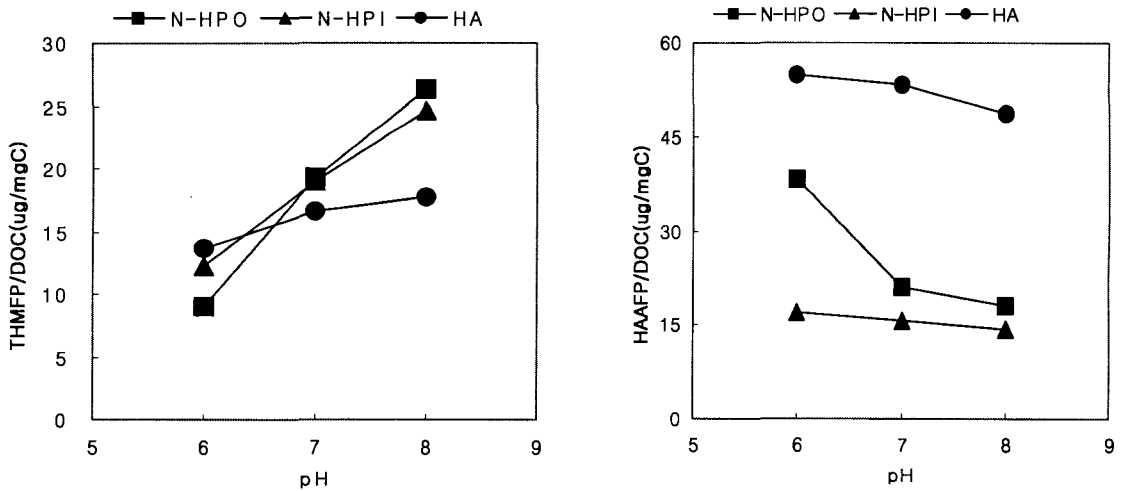 N-HPO N-HPI HA
30
25
20
15
10
5
0
THMFP/DOC(ug/mgC)
5 6 7 8 9
pH
N-HPO N-HPI HA
60
45
30
15
0
HAAFP/DOC(ug/mgC)
5 6 7 8 9
pH